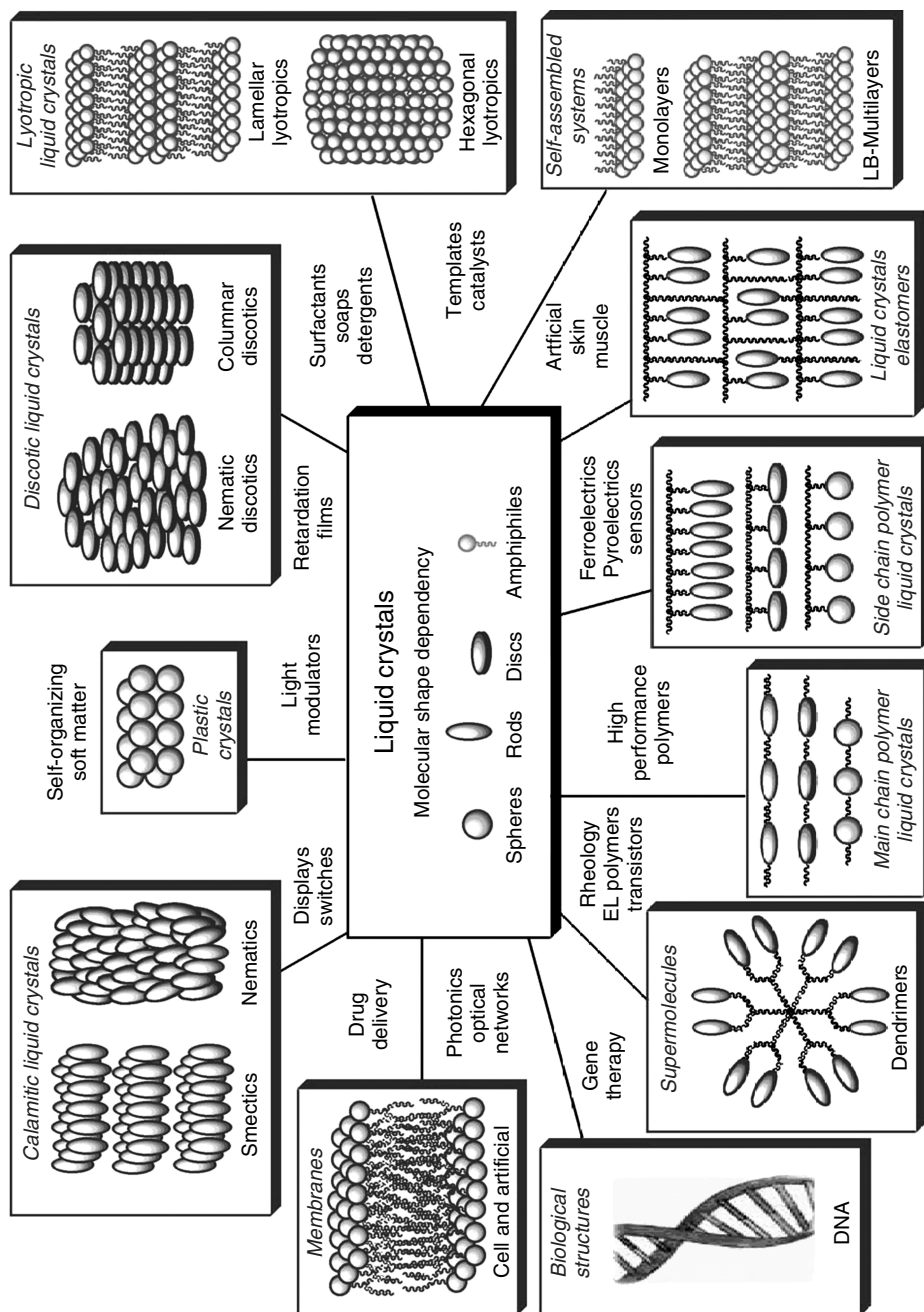 Calamitic liquid crystals
Smectics
Nematics
Self-organizing
soft matter
Plastic
crystals
Discotic liquid crystals
Nematic
discotics
Columnar
discotics
Lyotropic
liquid crystals
Lamellar
lyotropics
Hexagonal
lyotropics
Displays
switches
Light
modulators
Retardation
films
Surfactants
soaps
detergents
Membranes
Cell and artificial
Drug
delivery
Photonics
optical
networks
Liquid crystals
Molecular shape dependency
Spheres
Rods
Discs
Amphiphiles
Templates
catalysts
Self-assembled
systems
Monolayers
LB-Multilayers
Gene
therapy
Rheology
EL polymers
transistors
High
performance
polymers
Ferroelectrics
Pyroelectrics
sensors
Artficial
skin
muscle
Biological
structures
DNA
Supermolecules
Dendrimers
Main chain polymer
liquid crystals
Side chain polymer
liquid crystals
Liquid crystals
elastomers